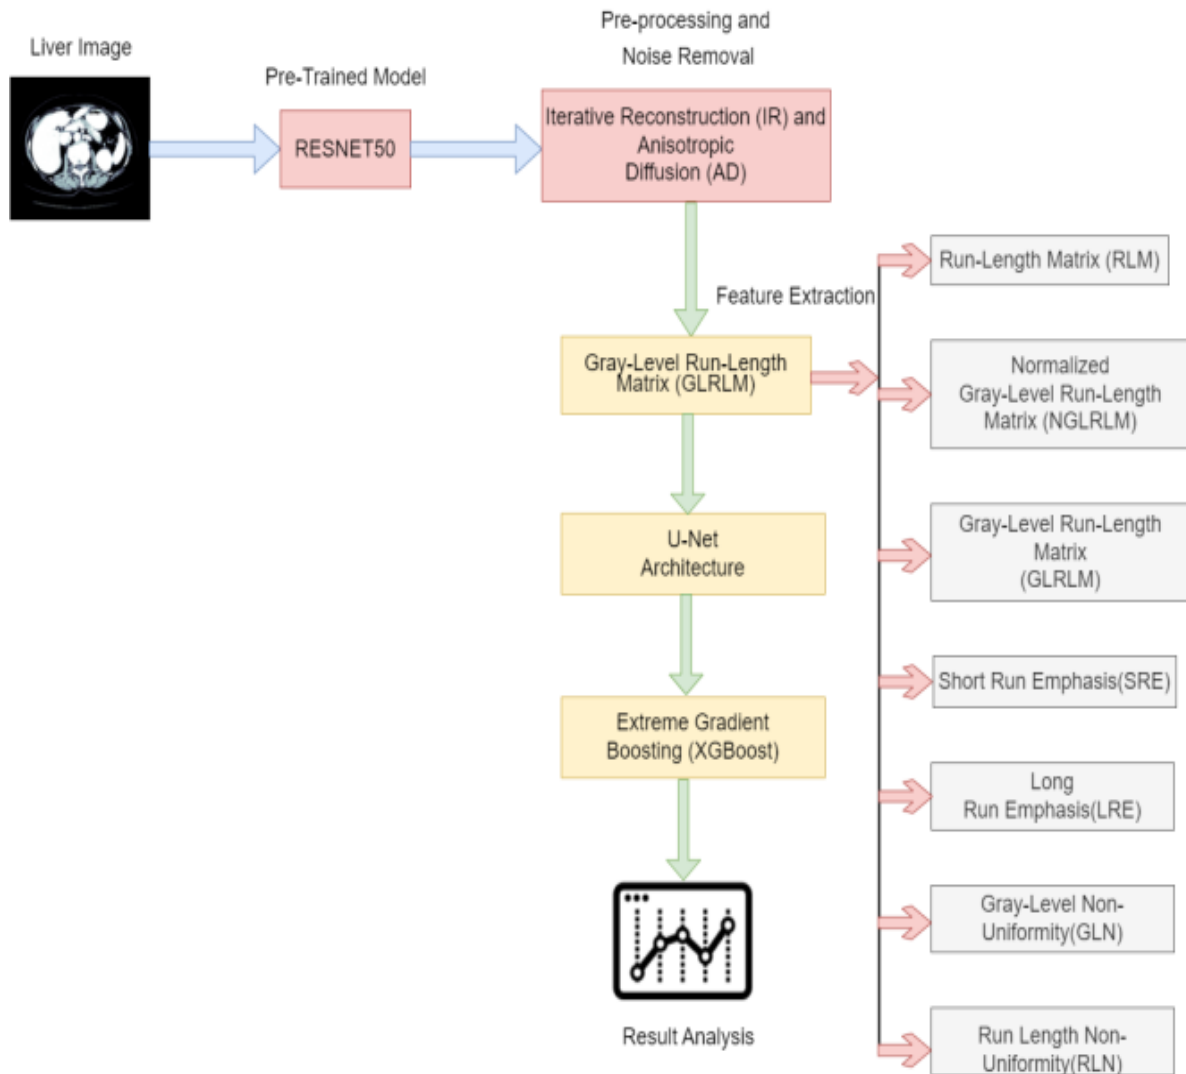 Liver Image
Pre-Trained Model
RESNET50
Pre-processing and
Noise Removal
Iterative Reconstruction (IR) and
Anisotropic
Diffusion (AD)
Feature Extraction
Gray-Level Run-Length
Matrix (GLRLM)
U-Net
Architecture
Extreme Gradient
Boosting (XGBoost)
Result Analysis
Run-Length Matrix (RLM)
Normalized
Gray-Level Run-Length
Matrix (NGLRLM)
Gray-Level Run-Length
Matrix
(GLRLM)
Short Run Emphasis(SRE)
Long
Run Emphasis(LRE)
Gray-Level Non-
Uniformity(GLN)
Run Length Non-
Uniformity(RLN)